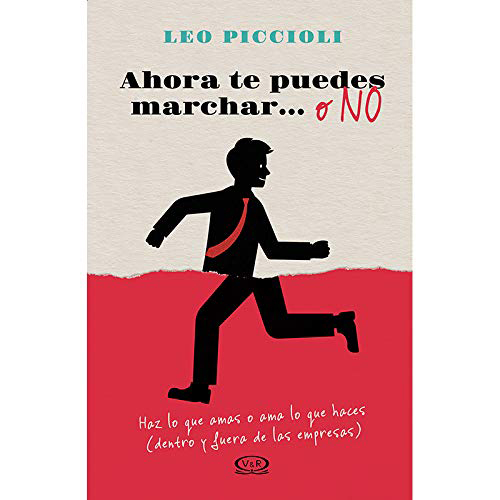 LEO PICCIOLI
Ahora te puedes
marchar... o NO
Haz lo que amas o ama lo que haces
(dentro y fuera de las empresas)
V&R